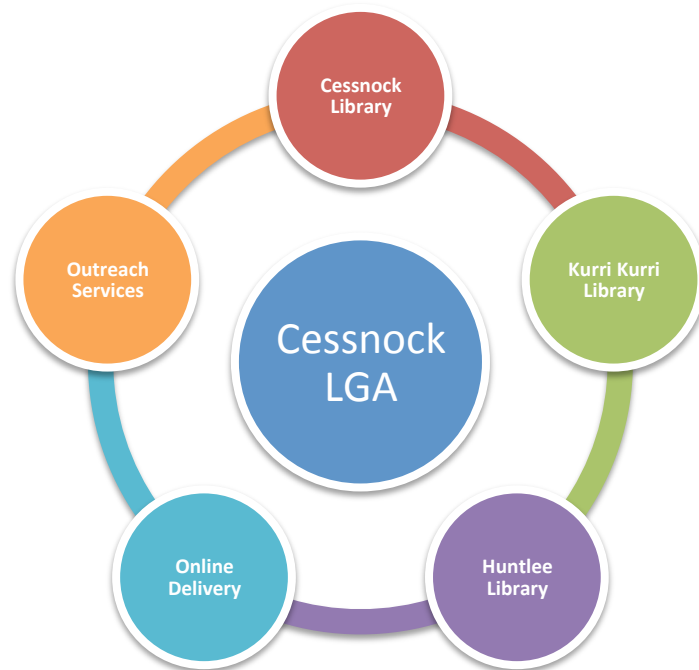 Cessnock
Library
Kurri Kurri
Library
Huntlee
Library
Online
Delivery
Outreach
Services
Cessnock
LGA